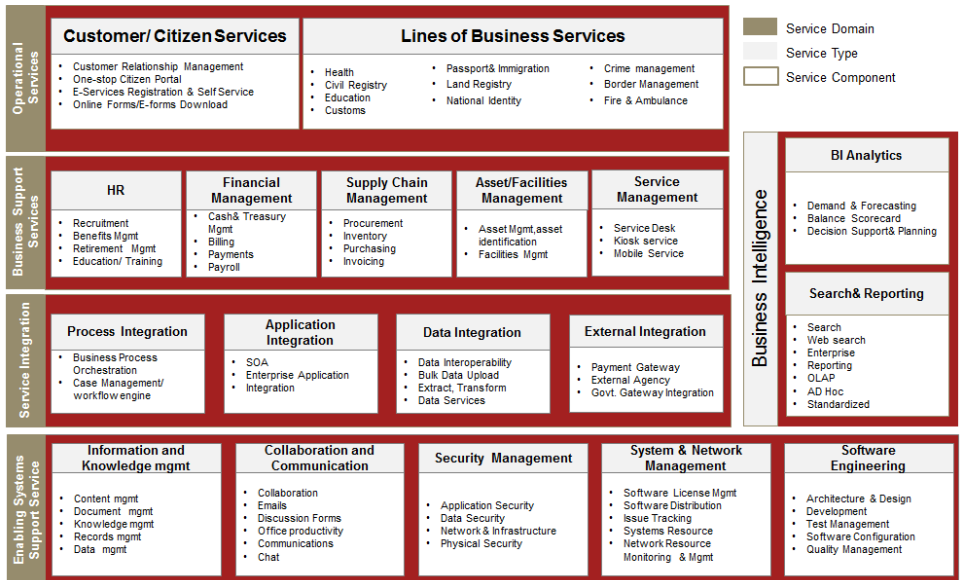 Operational
Services
Customer/ Citizen Services
• Customer Relationship Management
• One-stop Citizen Portal
• E-Services Registration & Self Service
• Online Forms/E-forms Download
Lines of Business Services
• Health
• Civil Registry
• Education
• Customs
• Passport& Immigration
• Land Registry
• National Identity
• Crime management
• Border Management
• Fire & Ambulance
Service Domain
Service Type
Service Component
Business Support
Services
HR
• Recruitment
• Benefits Mgmt
• Retirement Mgmt
• Education/ Training
Financial
Management
• Cash& Treasury
Mgmt
• Billing
• Payments
• Payroll
Supply Chain
Management
• Procurement
• Inventory
• Purchasing
• Invoicing
Asset/Facilities
Management
• Asset Mgmt,asset
identification
• Facilities Mgmt
Service
Management
• Service Desk
• Kiosk service
• Mobile Service
Business Intelligence
BI Analytics
• Demand & Forecasting
• Balance Scorecard
• Decision Support& Planning
Search& Reporting
• Search
• Web search
• Enterprise
• Reporting
• OLAP
• AD Hoc
• Standardized
Service Integration
Process Integration
• Business Process
Orchestration
• Case Management/
workflow engine
Application
Integration
• SOA
• Enterprise Application
• Integration
Data Integration
• Data Interoperability
• Bulk Data Upload
• Extract, Transform
• Data Services
External Integration
• Payment Gateway
• External Agency
• Govt. Gateway Integration
Enabling Systems
Support Service
Information and
Knowledge mgmt
• Content mgmt
• Document mgmt
• Knowledge mgmt
• Records mgmt
• Data mgmt
Collaboration and
Communication
• Collaboration
• Emails
• Discussion Forms
• Office productivity
• Communications
• Chat
Security Management
• Application Security
• Data Security
• Network & Infrastructure
• Physical Security
System & Network
Management
• Software License Mgmt
• Software Distribution
• Issue Tracking
• Systems Resource
• Network Resource
Monitoring & Mgmt
Software
Engineering
• Architecture & Design
• Development
• Test Management
• Software Configuration
• Quality Management